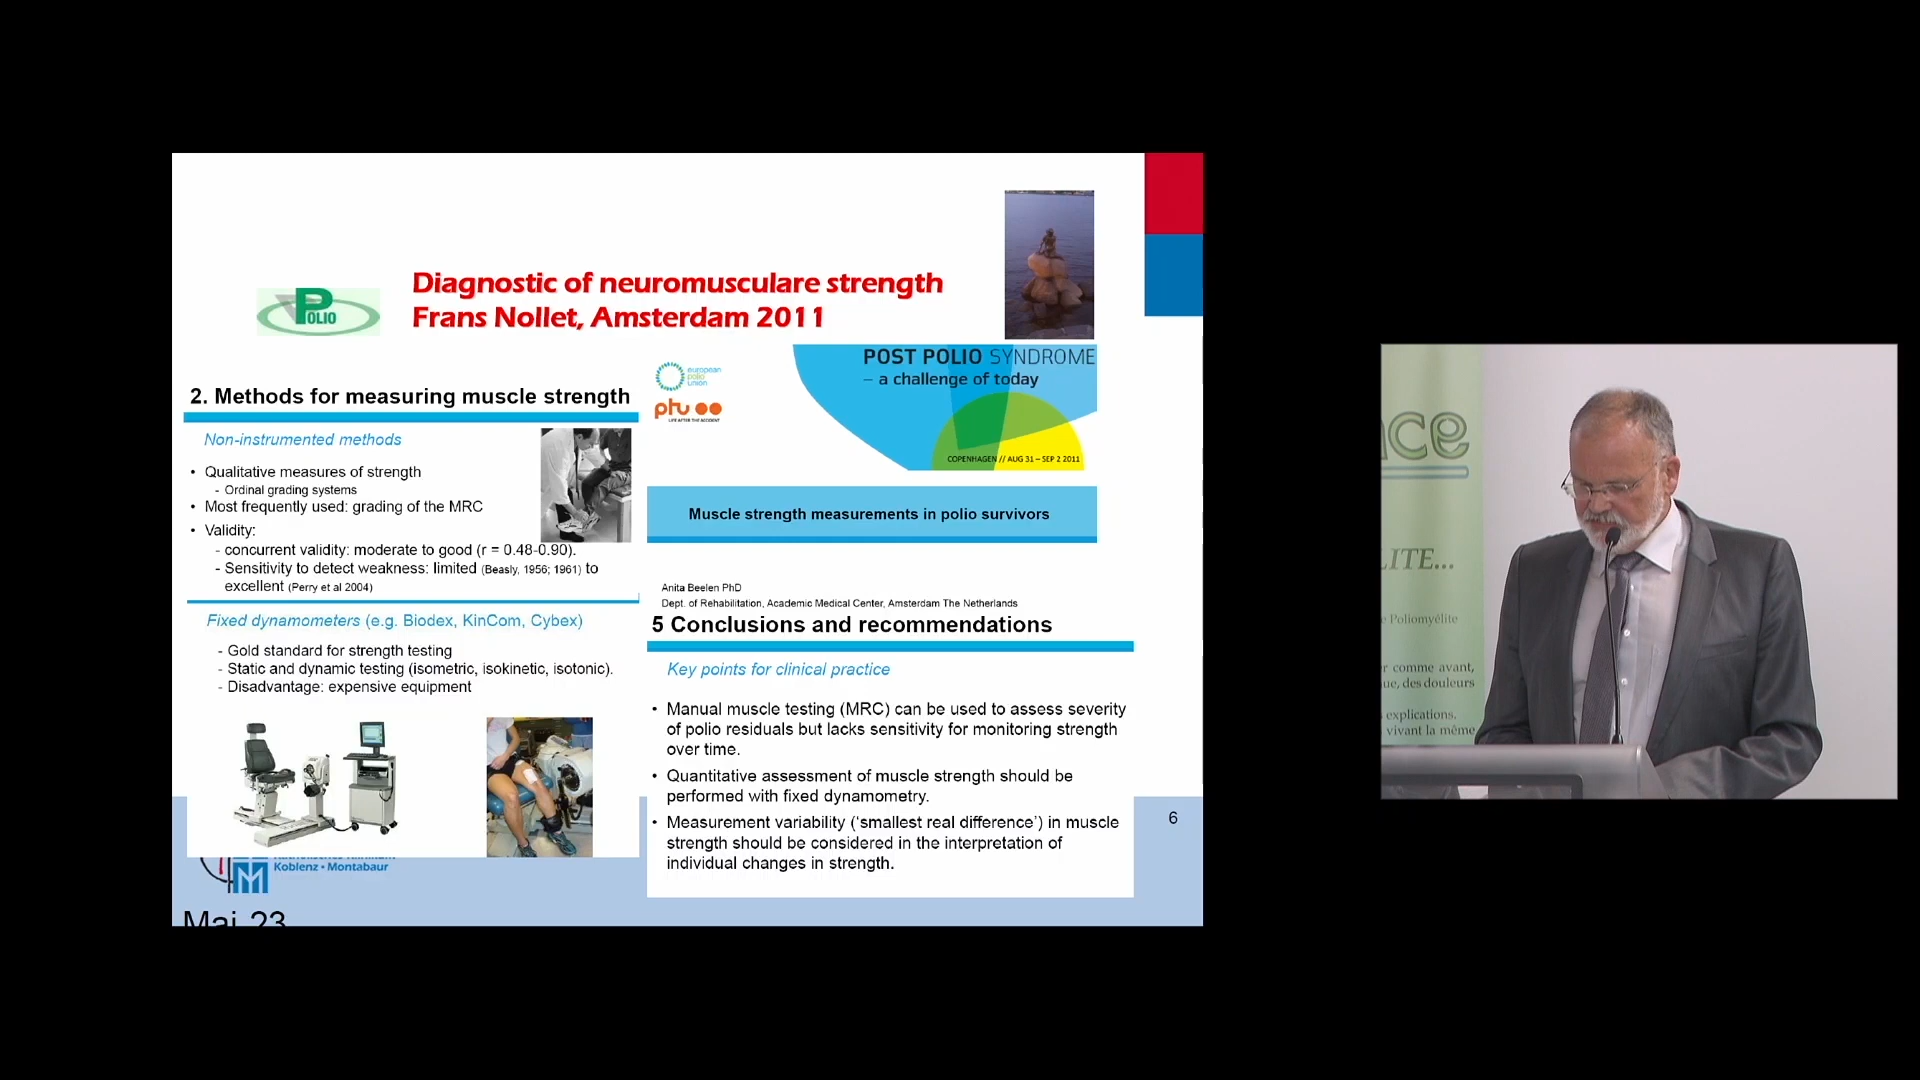 Diagnostic of neuromusculare strength
Frans Nollet, Amsterdam 2011
POLIO
2. Methods for measuring muscle strength
Non-instrumented methods
• Qualitative measures of strength
- Ordinal grading systems
• Most frequently used: grading of the MRC
• Validity:
- concurrent validity: moderate to good (r = 0.48-0.90).
- Sensitivity to detect weakness: limited (Beasly, 1956; 1961) to
excellent (Perry et al 2004)
Fixed dynamometers (e.g. Biodex, KinCom, Cybex)
- Gold standard for strength testing
- Static and dynamic testing (isometric, isokinetic, isotonic).
- Disadvantage: expensive equipment
Koblenz • Montabaur
Mai 23
european
polio
union
ptu
LIFE AFTER THE ACCIDENT
POST POLIO SYNDROME
– a challenge of today
COPENHAGEN // AUG 31 – SEP 2 2011
Muscle strength measurements in polio survivors
Anita Beelen PhD
Dept. of Rehabilitation, Academic Medical Center, Amsterdam The Netherlands
5 Conclusions and recommendations
Key points for clinical practice
• Manual muscle testing (MRC) can be used to assess severity
of polio residuals but lacks sensitivity for monitoring strength
over time.
• Quantitative assessment of muscle strength should be
performed with fixed dynamometry.
• Measurement variability (‘smallest real difference’) in muscle
strength should be considered in the interpretation of
individual changes in strength.
6
nce
LITE...
e Poliomyélite
r comme avant,
ue, des douleurs
explications.
vivant la même